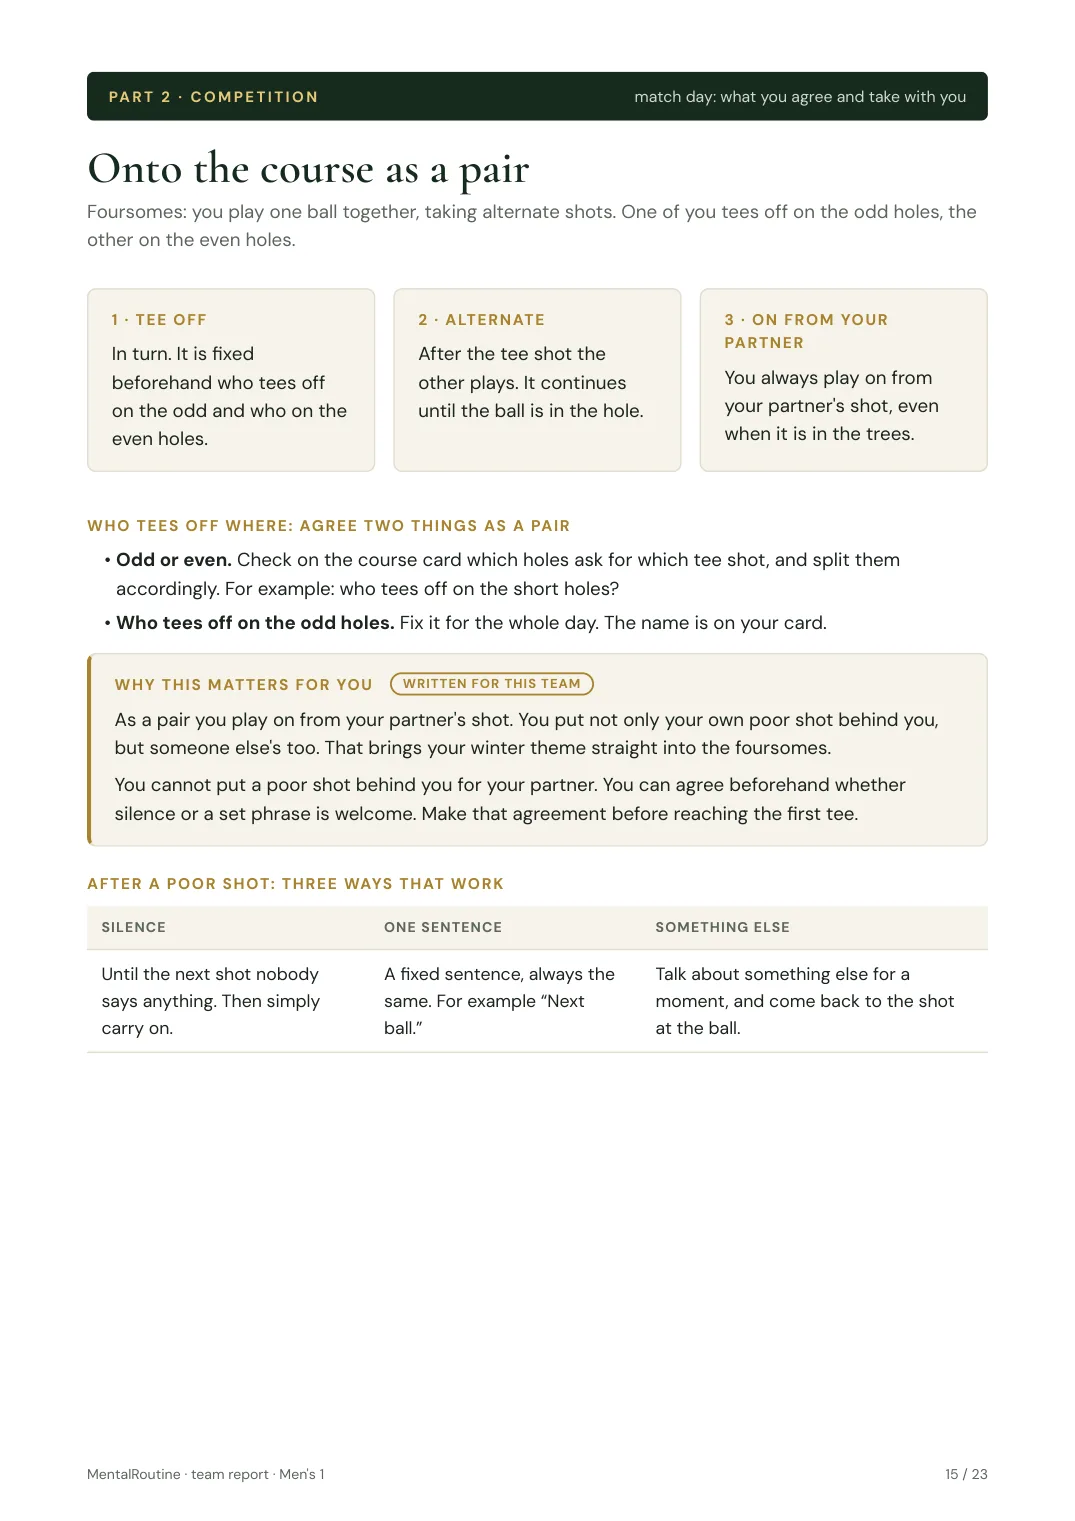 PART 2 · COMPETITION
match day: what you agree and take with you
Onto the course as a pair
Foursomes: you play one ball together, taking alternate shots. One of you tees off on the odd holes, the
other on the even holes.
1 · TEE OFF
In turn. It is fixed
beforehand who tees off
on the odd and who on the
even holes.
2 · ALTERNATE
After the tee shot the
other plays. It continues
until the ball is in the hole.
3 · ON FROM YOUR
PARTNER
You always play on from
your partner's shot, even
when it is in the trees.
WHO TEES OFF WHERE: AGREE TWO THINGS AS A PAIR
• Odd or even. Check on the course card which holes ask for which tee shot, and split them
accordingly. For example: who tees off on the short holes?
• Who tees off on the odd holes. Fix it for the whole day. The name is on your card.
WHY THIS MATTERS FOR YOU
WRITTEN FOR THIS TEAM
As a pair you play on from your partner's shot. You put not only your own poor shot behind you,
but someone else's too. That brings your winter theme straight into the foursomes.
You cannot put a poor shot behind you for your partner. You can agree beforehand whether
silence or a set phrase is welcome. Make that agreement before reaching the first tee.
AFTER A POOR SHOT: THREE WAYS THAT WORK
SILENCE
Until the next shot nobody
says anything. Then simply
carry on.
ONE SENTENCE
A fixed sentence, always the
same. For example “Next
ball.”
SOMETHING ELSE
Talk about something else for a
moment, and come back to the shot
at the ball.
MentalRoutine · team report · Men's 1
15 / 23